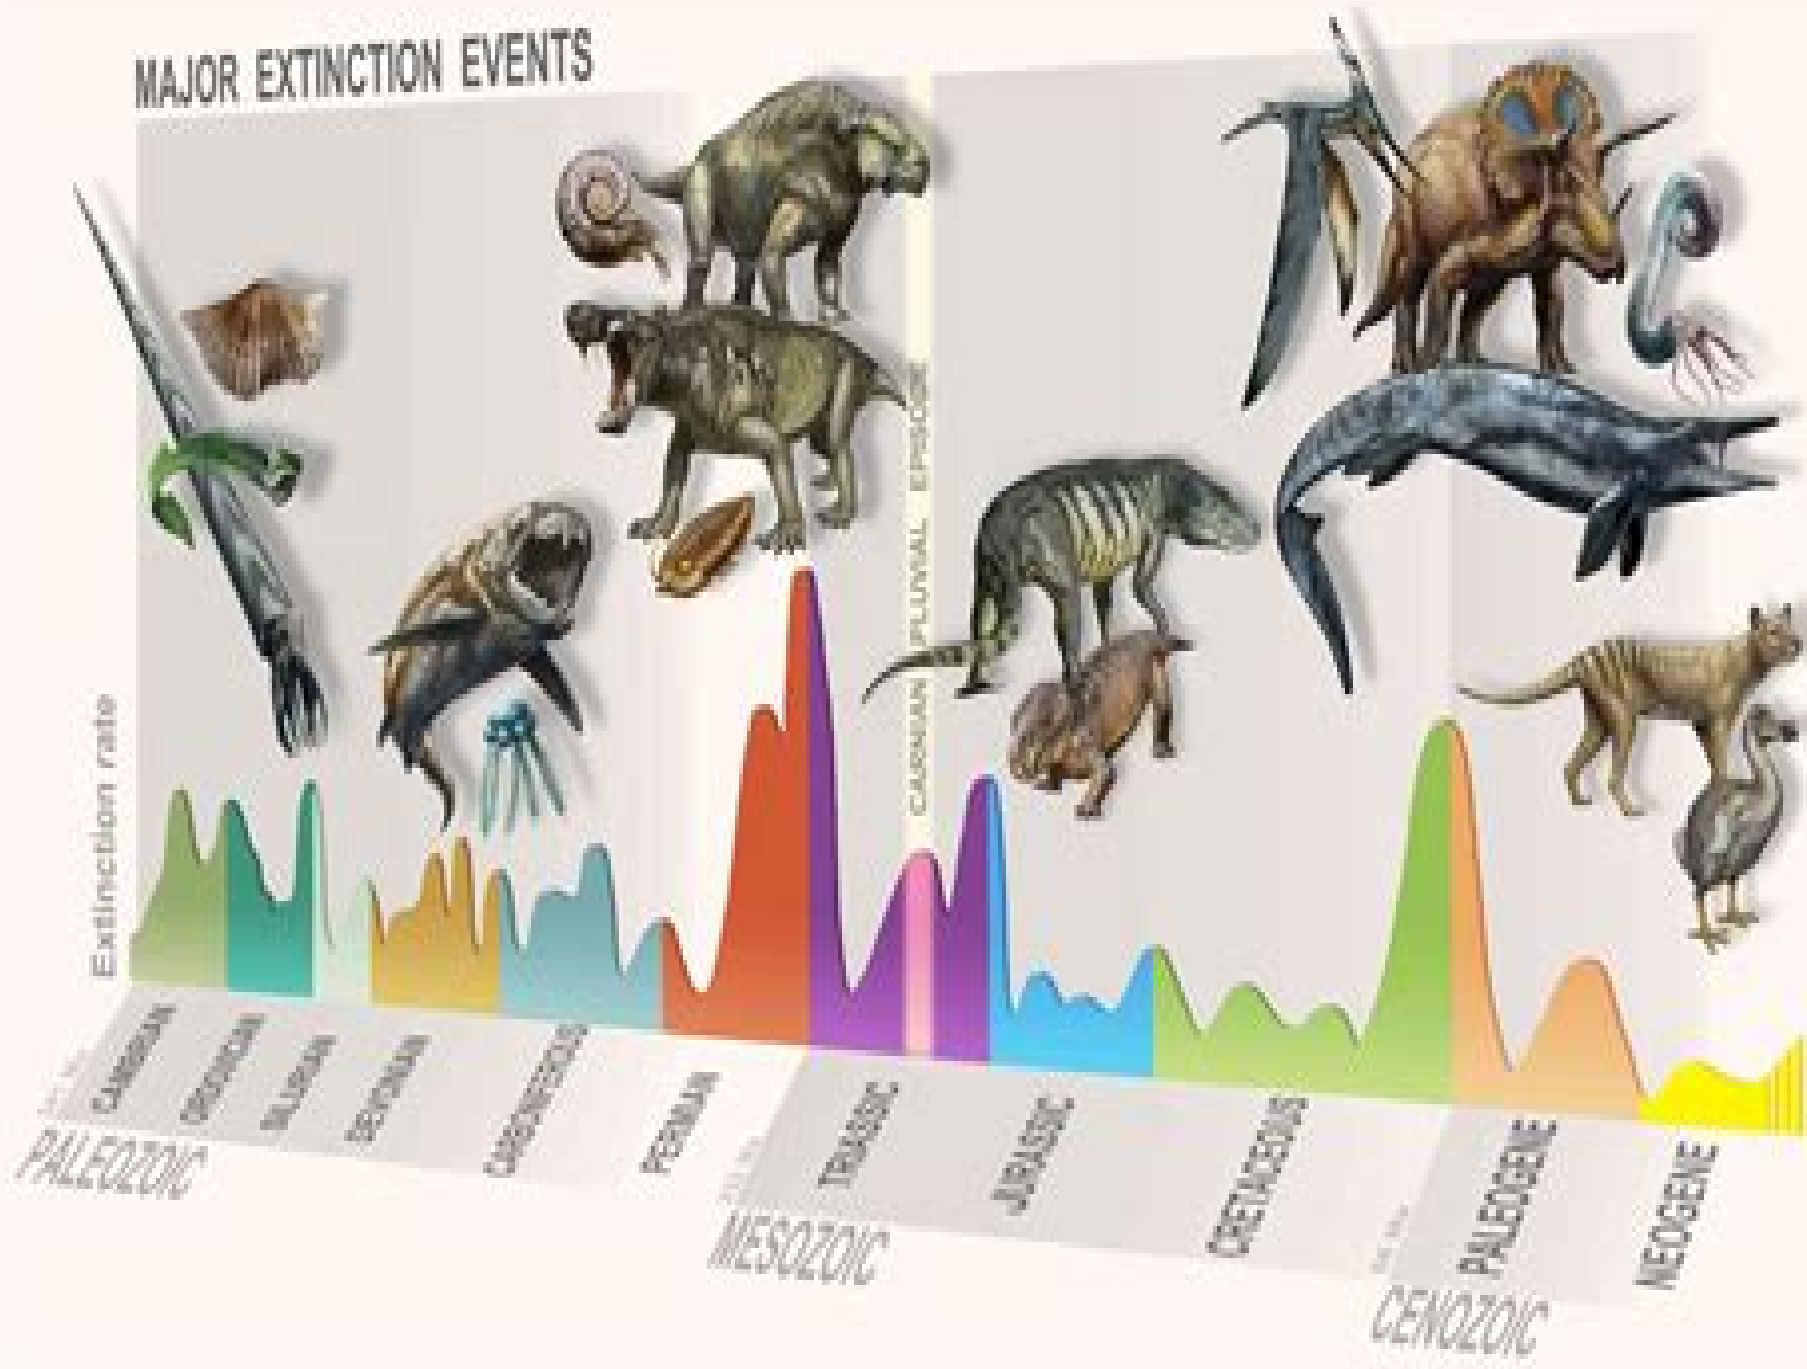 MAJOR EXTINCTION EVENTS
Extinction rate
CARNIAN PLUVIAL EPISODE
CAMBRIAN
ORDOVICIAN
SILURIAN
DEVONIAN
CARBONIFEROUS
PERMIAN
TRIASSIC
JURASSIC
CRETACEOUS
PALEOGENE
NEOGENE
PALEOZOIC
MESOZOIC
CENOZOIC